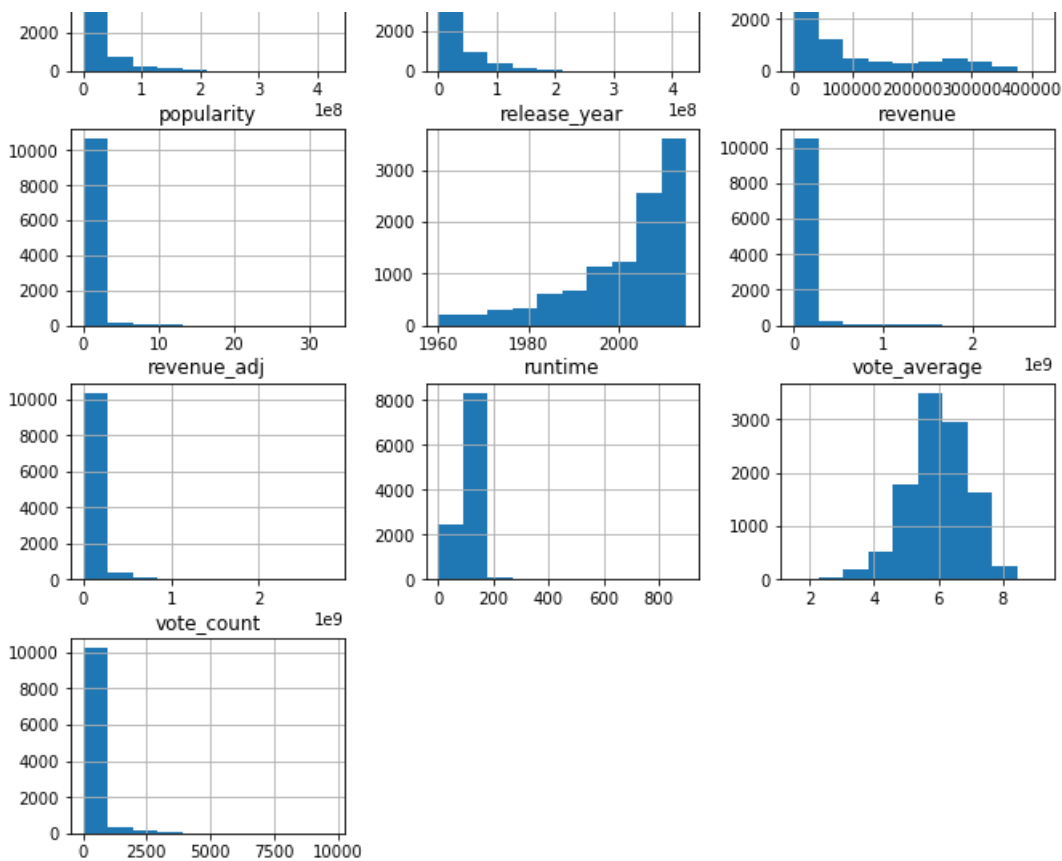 2000 2000 2000
0 0 0
0 1 2 3 4 0 1 2 3 4 0 100000 200000 300000 400000
1e8 1e8
popularity release_year revenue
10000 3000 10000
8000 8000
6000 2000 6000
4000 4000
1000
2000 2000
0 0 0
0 10 20 30 1960 1980 2000 0 1 2
1e9
revenue_adj runtime vote_average
10000 8000 3000
8000 6000
6000 2000
4000 4000
2000 2000 1000
0 0 0
0 1 2 0 200 400 600 800 2 4 6 8
1e9
vote_count
10000
8000
6000
4000
2000
0
0 2500 5000 7500 10000